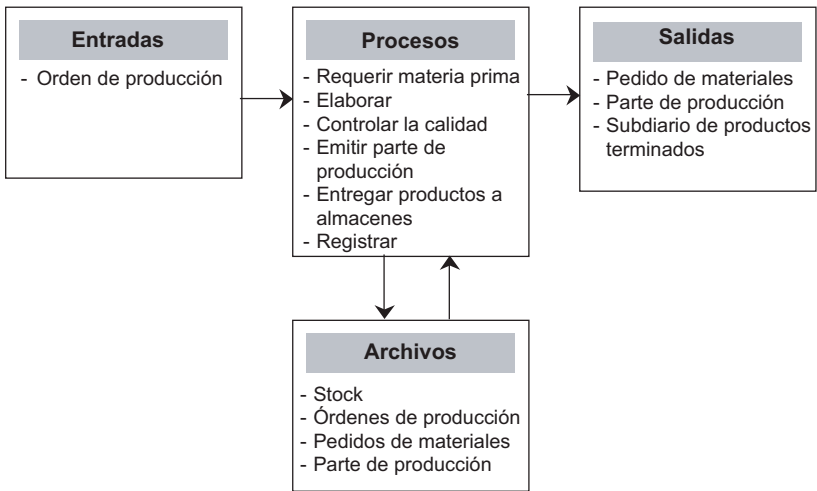 Entradas
- Orden de producción
Procesos
- Requerir materia prima
- Elaborar
- Controlar la calidad
- Emitir parte de
producción
- Entregar productos a
almacenes
- Registrar
Salidas
- Pedido de materiales
- Parte de producción
- Subdiario de productos
terminados
Archivos
- Stock
- Órdenes de producción
- Pedidos de materiales
- Parte de producción